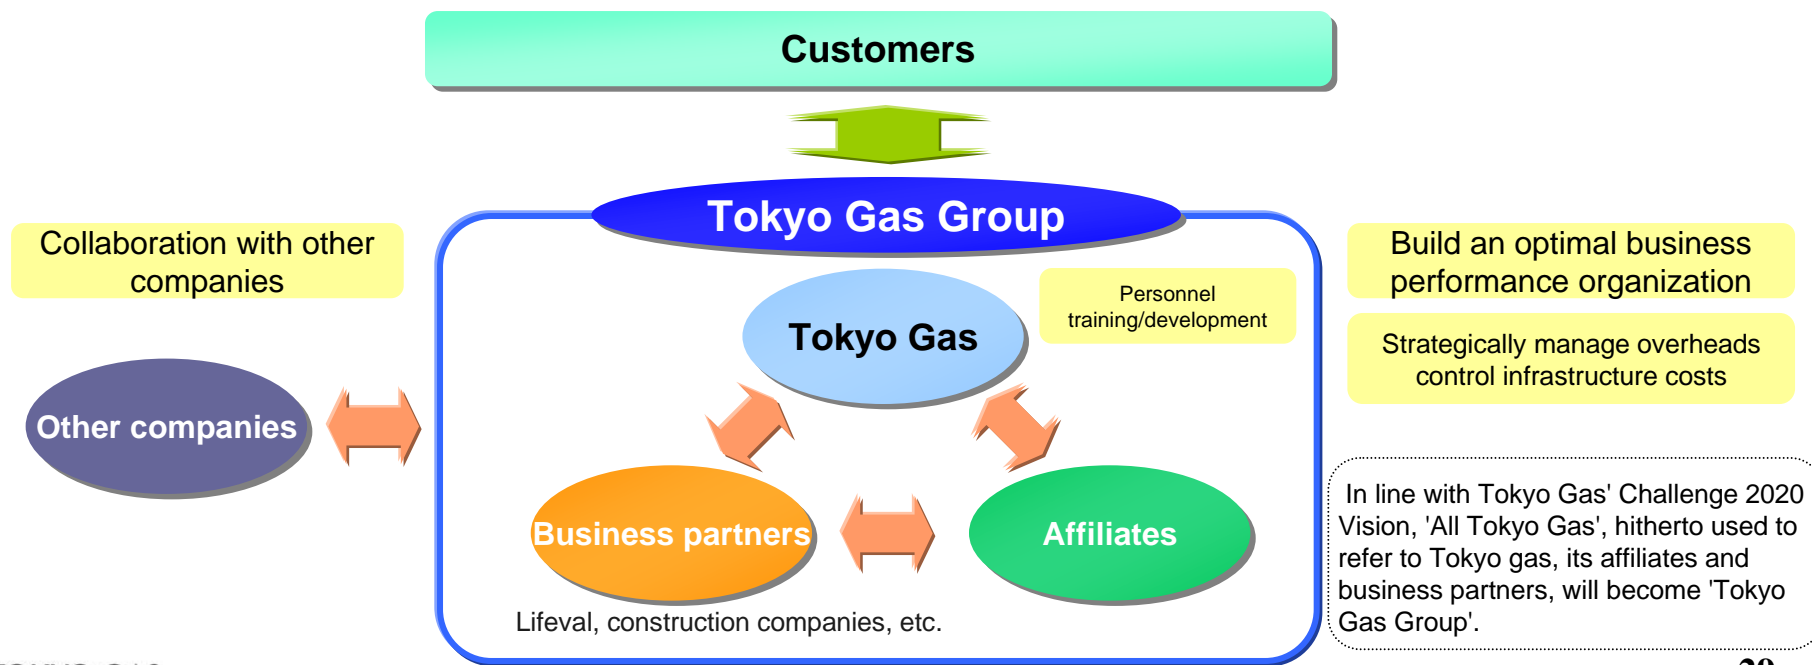 Customers
Tokyo Gas Group
Collaboration with other
companies
Build an optimal business
performance organization
Personnel
training/development
Tokyo Gas
Strategically manage overheads
control infrastructure costs
Other companies
Business partners
Affiliates
In line with Tokyo Gas' Challenge 2020
Vision, 'All Tokyo Gas', hitherto used to
refer to Tokyo gas, its affiliates and
business partners, will become 'Tokyo
Gas Group'.
Lifeval, construction companies, etc.